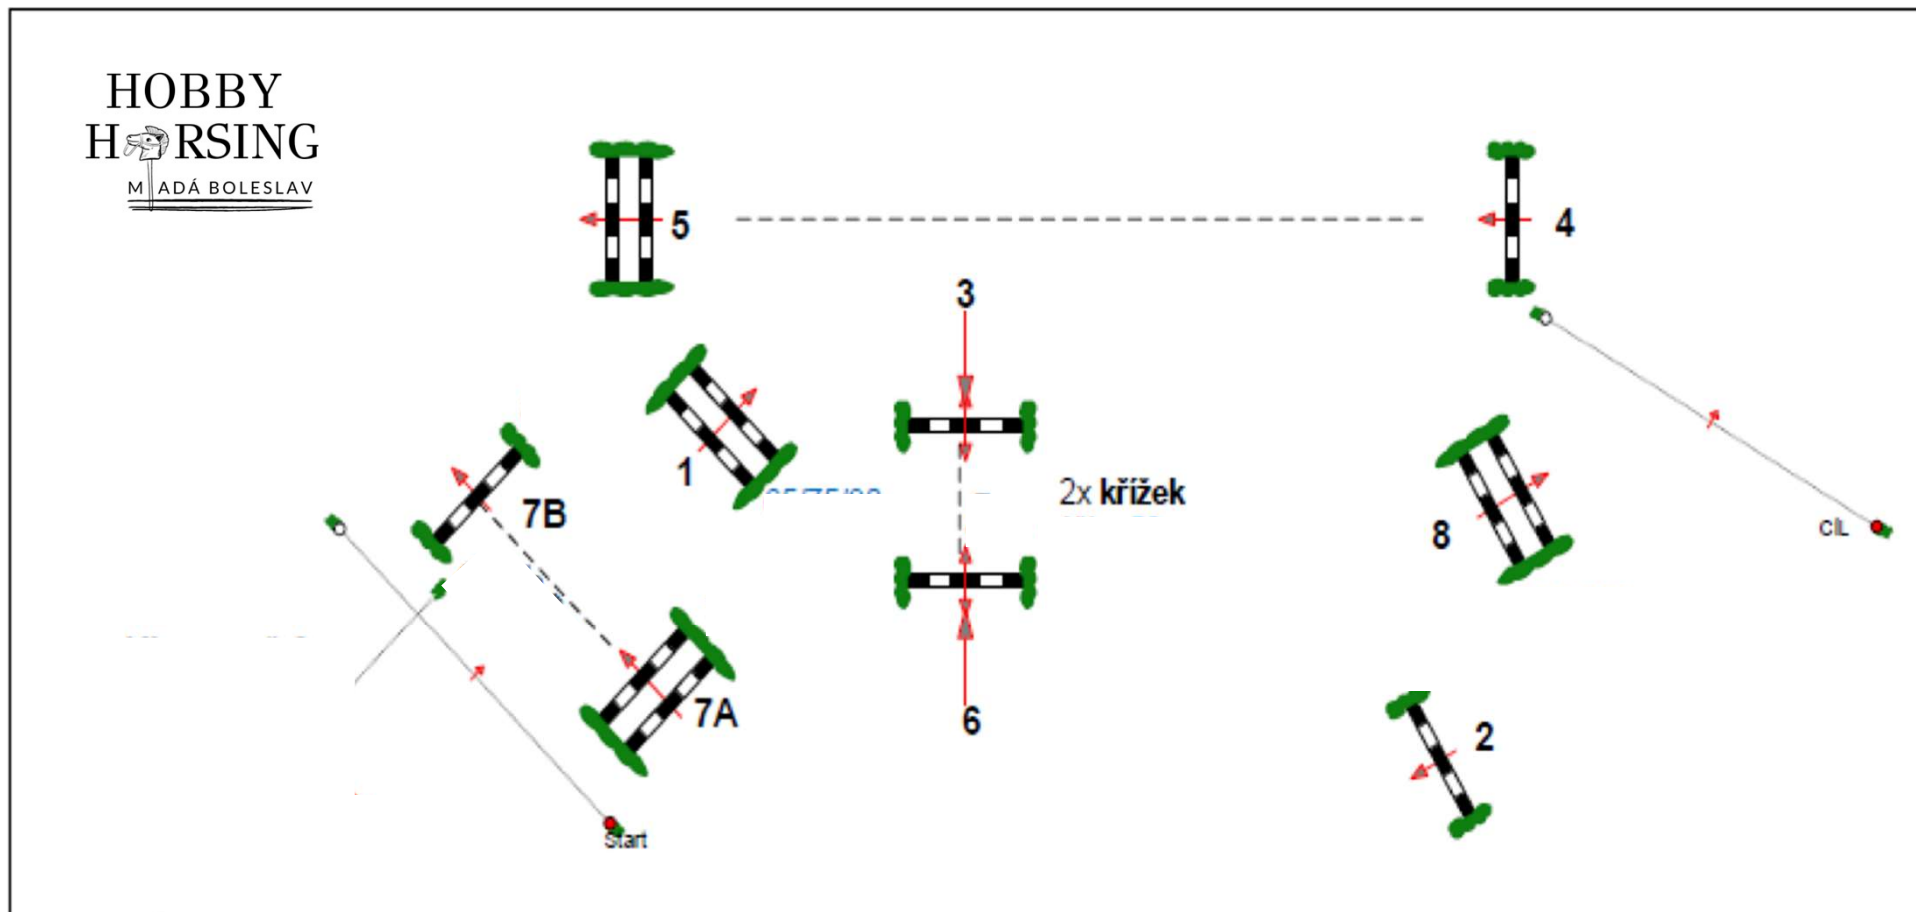 HOBBY
HORSING
MLADÁ BOLESLAV
5
4
3
1
7B
2x křížek
8
CÍL
7A
6
2
Start